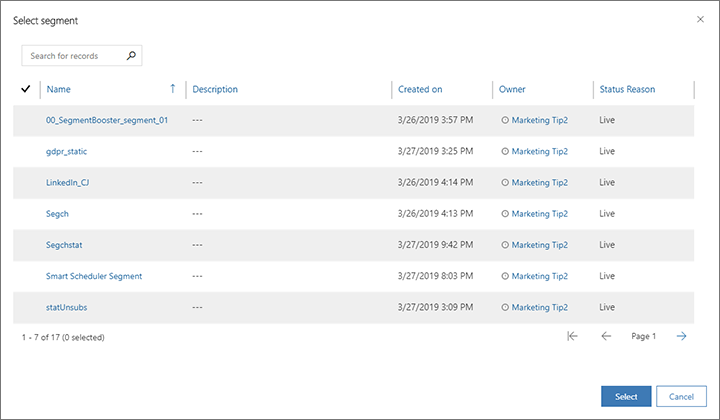 Select segment
Search for records
Name Description Created on Owner Status Reason
00_SegmentBooster_segment_01 --- 3/26/2019 3:57 PM Marketing Tip2 Live
gdpr_static --- 3/27/2019 3:25 PM Marketing Tip2 Live
LinkedIn_CJ --- 3/26/2019 4:14 PM Marketing Tip2 Live
Segch --- 3/26/2019 4:13 PM Marketing Tip2 Live
Segchstat --- 3/27/2019 9:42 PM Marketing Tip2 Live
Smart Scheduler Segment --- 3/27/2019 8:03 PM Marketing Tip2 Live
statUnsubs --- 3/27/2019 3:09 PM Marketing Tip2 Live
1 - 7 of 17 (0 selected) Page 1
Select Cancel